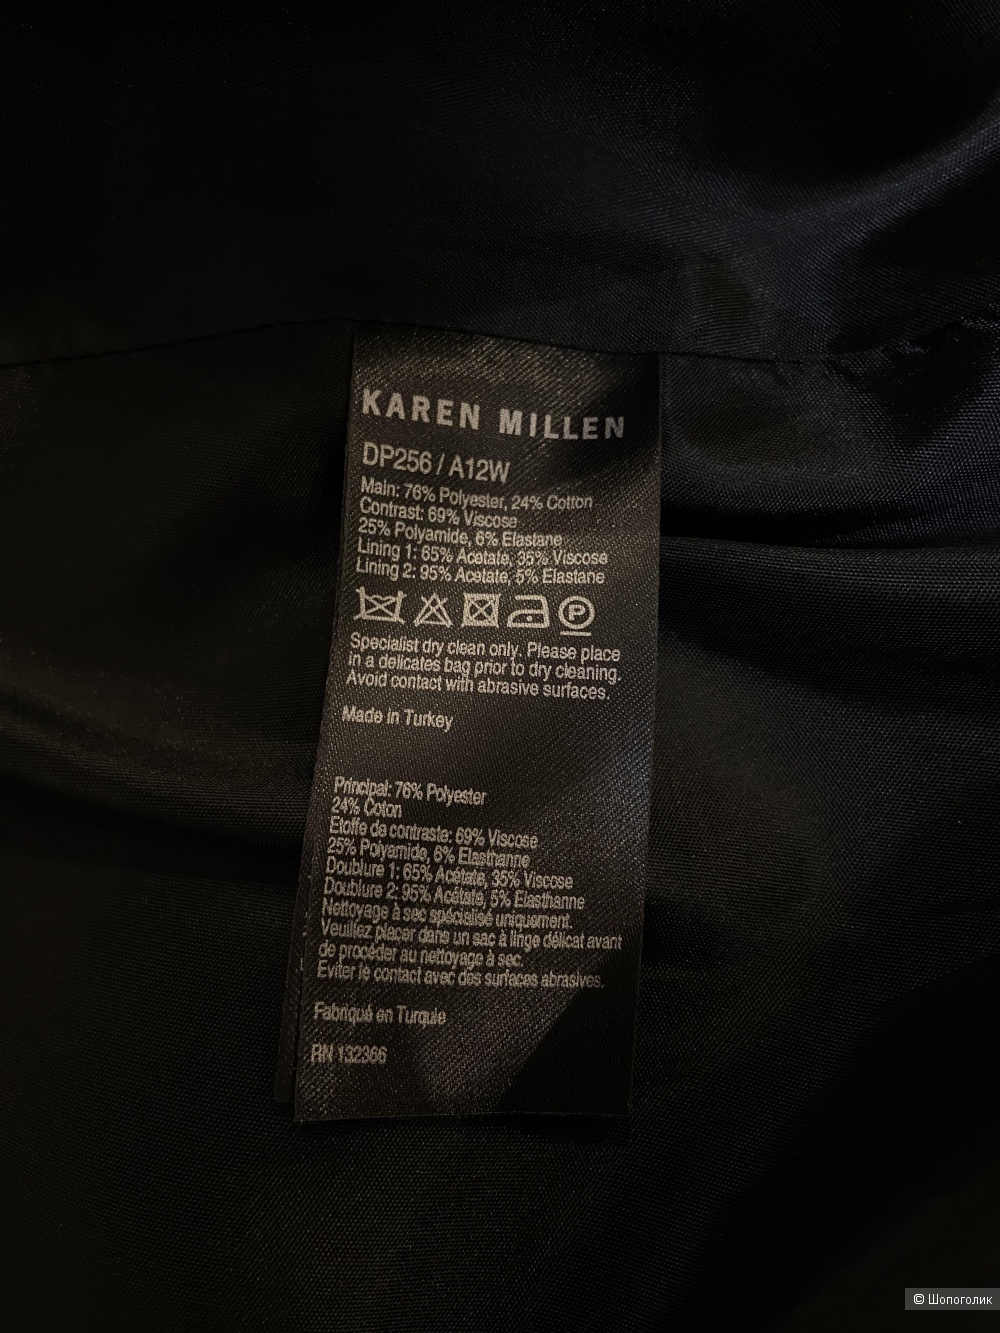 KAREN MILLEN
DP256 / A12W
Main: 76% Polyester, 24% Cotton
Contrast: 69% Viscose
25% Polyamide, 6% Elastane
Lining 1: 65% Acetate, 35% Viscose
Lining 2: 95% Acetate, 5% Elastane
P
Specialist dry clean only. Please place
in a delicates bag prior to dry cleaning.
Avoid contact with abrasive surfaces.
Made in Turkey
Principal: 76% Polyester
24% Coton
Etoffe de contraste: 69% Viscose
25% Polyamide, 6% Elasthanne
Doublure 1: 65% Acétate, 35% Viscose
Doublure 2: 95% Acétate, 5% Elasthanne
Nettoyage à sec spécialisé uniquement.
Veuillez placer dans un sac à linge délicat avant
de procéder au nettoyage à sec.
Eviter le contact avec des surfaces abrasives.
Fabriqué en Turquie
RN 132366
© Шопоголик